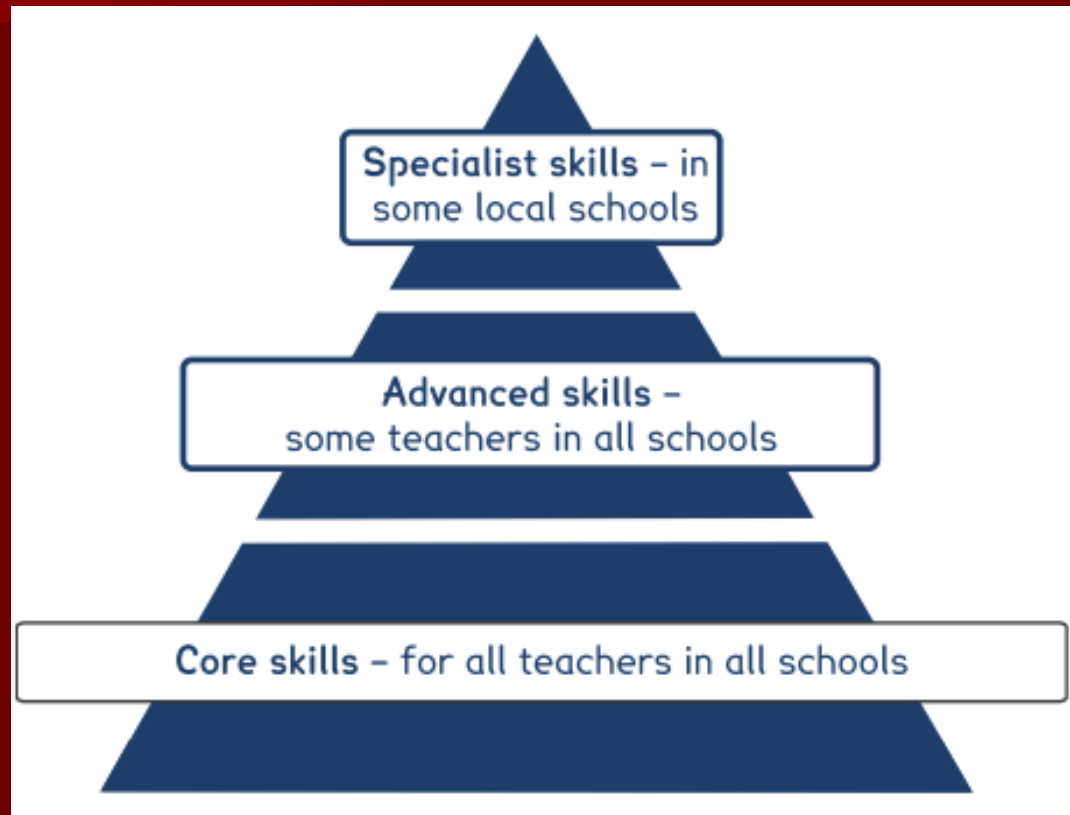 Specialist skills – in
some local schools
Advanced skills –
some teachers in all schools
Core skills – for all teachers in all schools